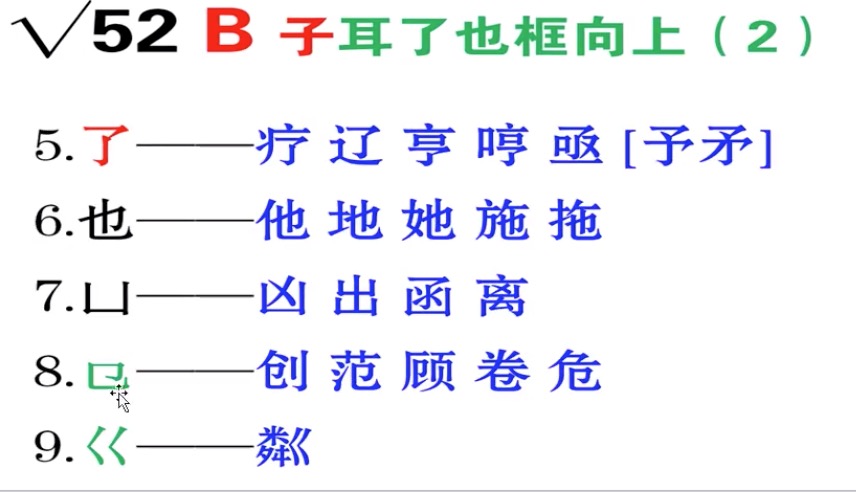 √52 B 子耳了也框向上（2）
5.了——疗 辽 亨 哼 亟 [予矛]
6.也——他 地 她 施 拖
7.凵——凶 出 函 离
8.㔾——创 范 顾 卷 危
9.巜——粼